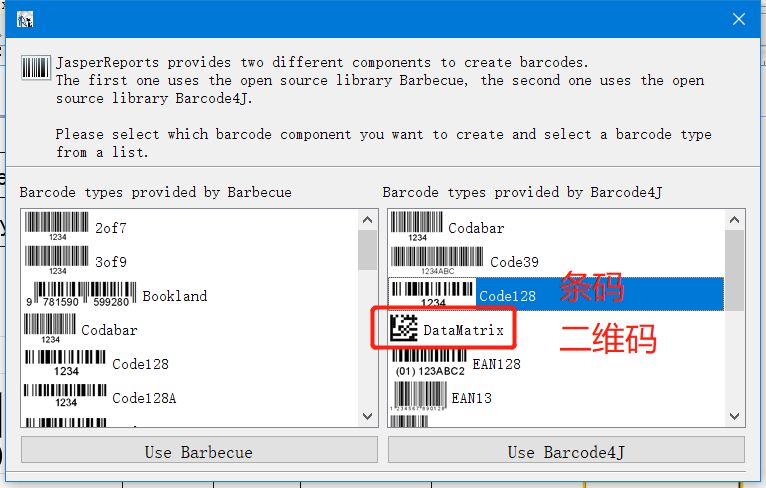 JasperReports provides two different components to create barcodes.
The first one uses the open source library Barbecue, the second one uses the open
source library Barcode4J.
Please select which barcode component you want to create and select a barcode type
from a list.
Barcode types provided by Barbecue
1234 2of7
1234 3of9
9 781590 599280 Bookland
1234 Codabar
1234 Code128
1234 Code128A
Use Barbecue
Barcode types provided by Barcode4J
1234 Codabar
1234ABC Code39
1234 Code128 条码
DataMatrix 二维码
(01) 123ABC2 EAN128
1234567890128 EAN13
Use Barcode4J